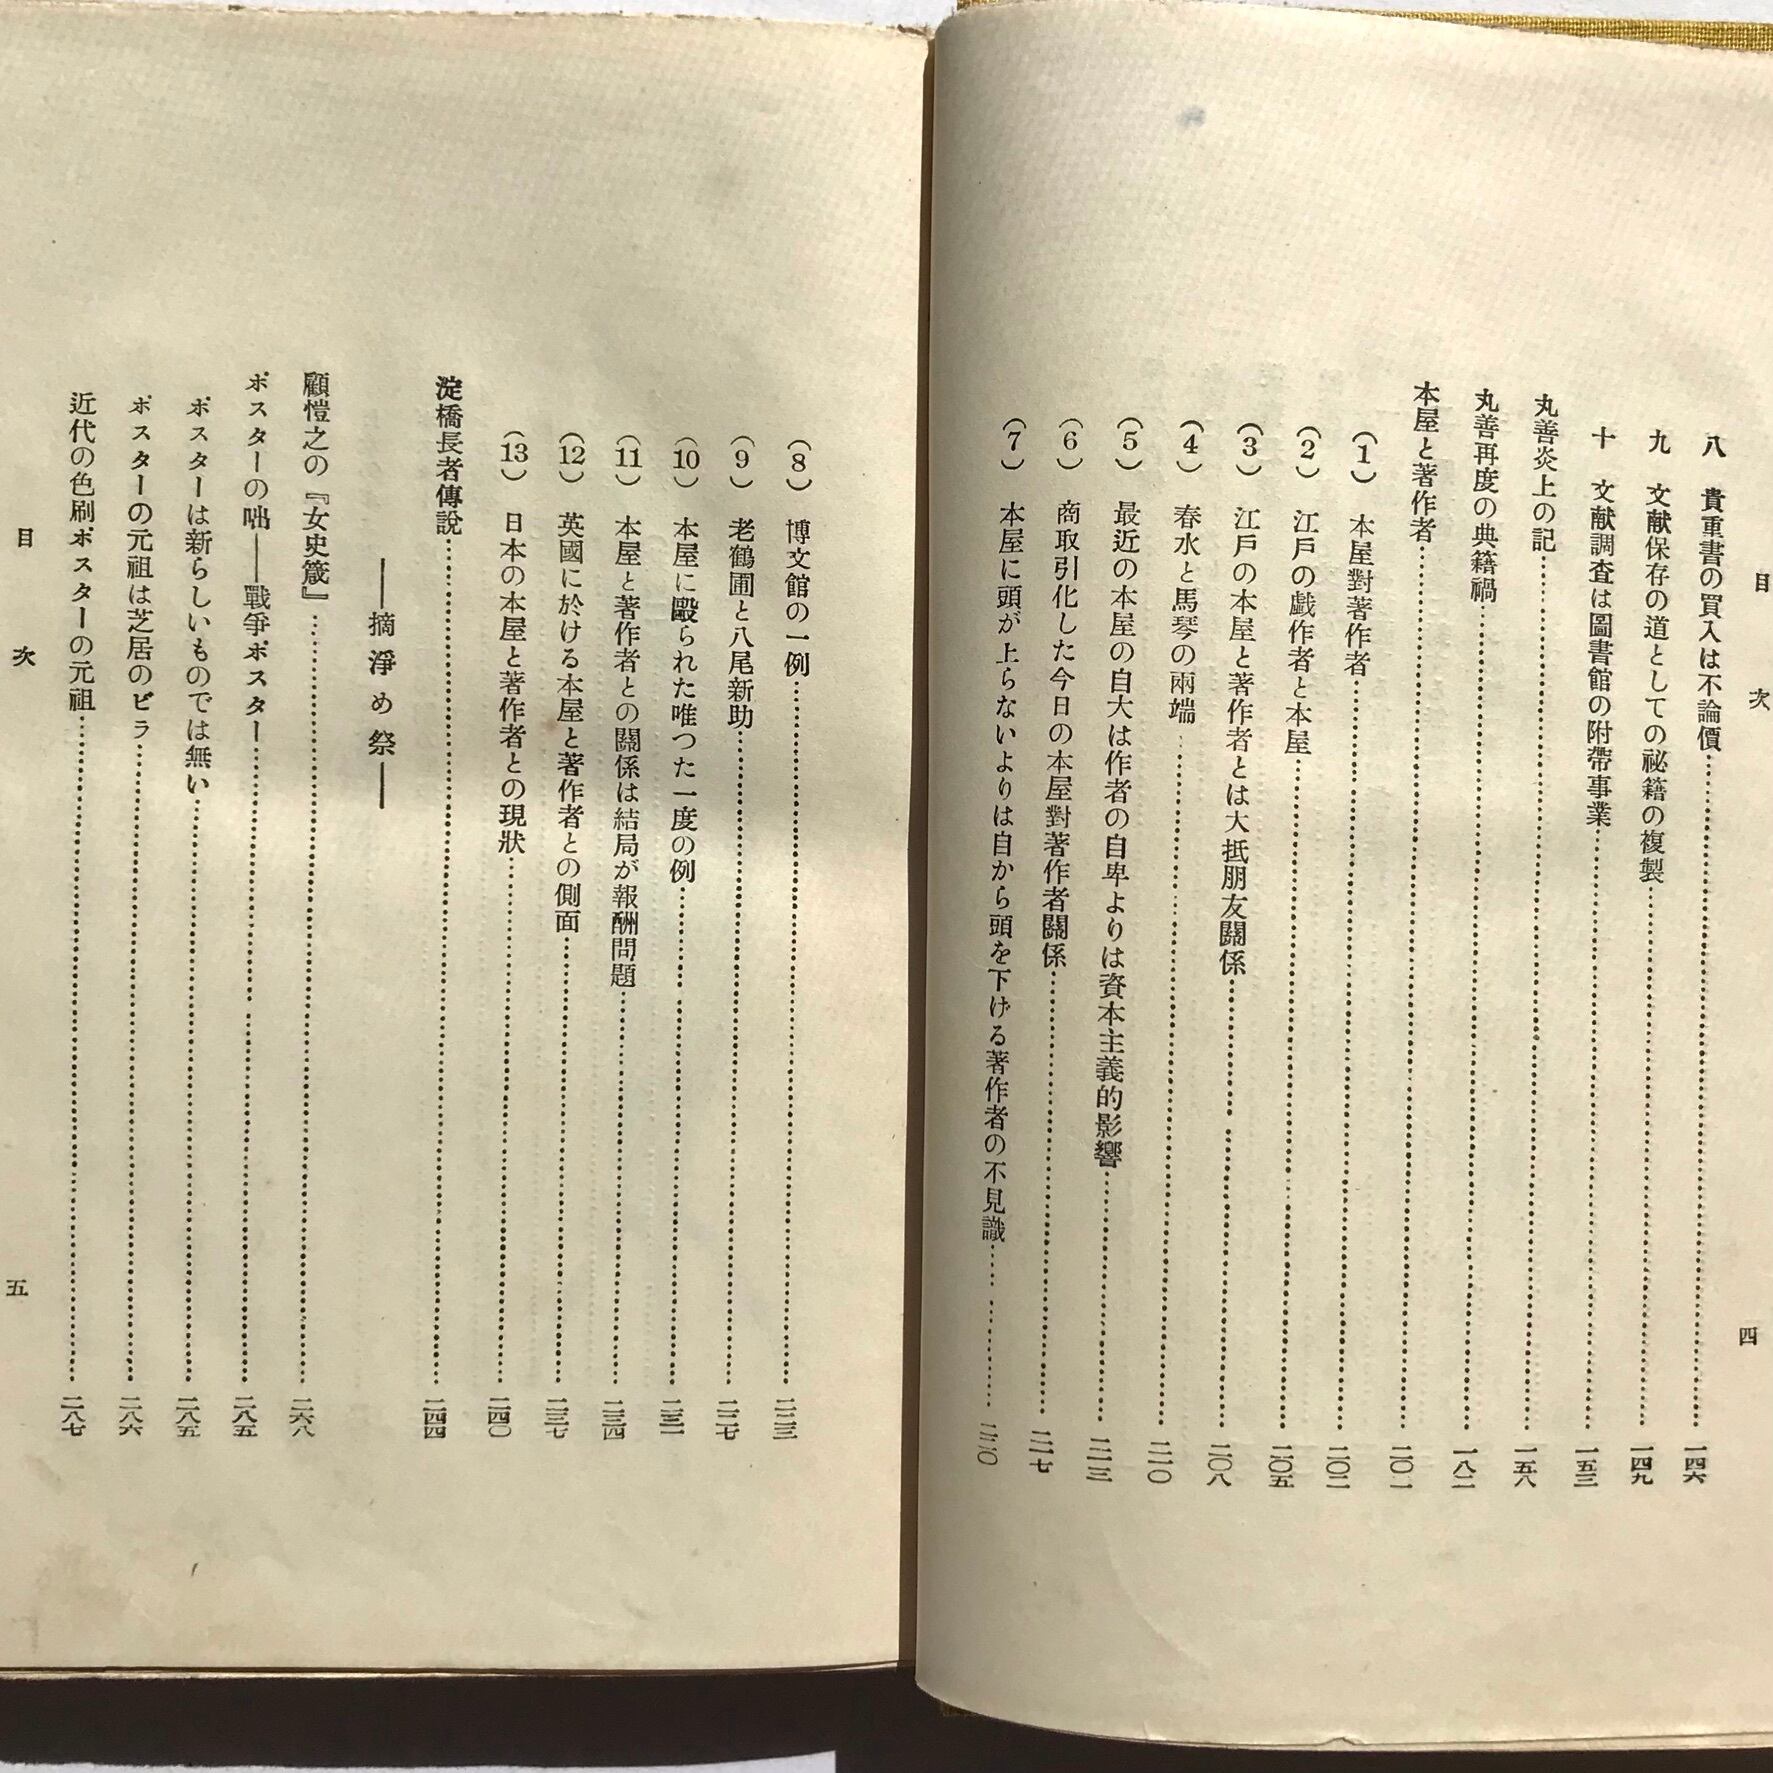 目次 四
八 貴重書の買入は不論價……一四六
九 文献保存の道としての祕籍の複製……一四九
十 文献調査は圖書館の附帶事業……一五三
丸善炎上の記……一五八
丸善再度の典籍禍……一八二
本屋と著作者……二〇一
(1) 本屋對著作者……二〇二
(2) 江戸の戯作者と本屋……二〇五
(3) 江戸の本屋と著作者とは大抵朋友關係……二〇八
(4) 春水と馬琴の兩端……二一〇
(5) 最近の本屋の自大は作者の自卑よりは資本主義的影響……二一三
(6) 商取引化した今日の本屋對著作者關係……二一七
(7) 本屋に頭が上らないよりは自から頭を下げる著作者の不見識……二二〇
(8) 博文館の一例……二二三
(9) 老鶴圃と八尾新助……二二七
(10) 本屋に毆られた唯つた一度の例……二三一
(11) 本屋と著作者との關係は結局が報酬問題……二三四
(12) 英國に於ける本屋と著作者との側面……二三七
(13) 日本の本屋と著作者との現狀……二四〇
淀橋長者傳說……二四四
――摘淨め祭――
顧愷之の『女史箴』……二六八
ポスターの咄――戰爭ポスター……二八五
ポスターは新らしいものでは無い……二八五
ポスターの元祖は芝居のビラ……二八六
近代の色刷ポスターの元祖……二八七
目次 五